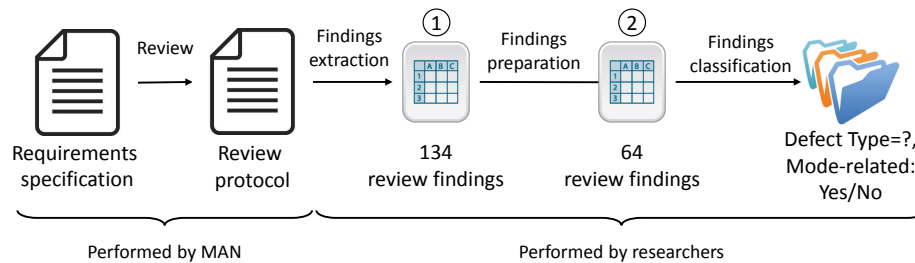 1
2
Review
Findings
extraction
Findings
preparation
Findings
classification
A B C
1
2
3
A B C
1
2
3
Requirements
specification
Review
protocol
134
review findings
64
review findings
Defect Type=?,
Mode-related:
Yes/No
Performed by MAN
Performed by researchers